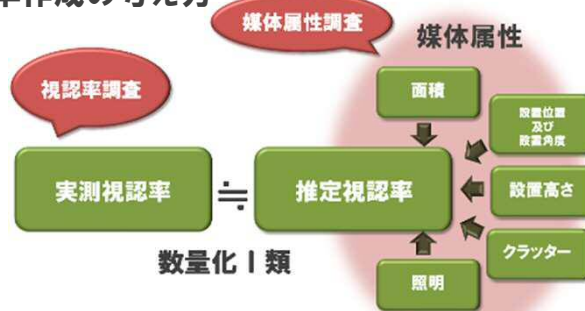 作成の考え方
媒体属性調査
媒体属性
視認率調査
面積
設置位置
及び
設置角度
実測視認率
≒
推定視認率
設置高さ
数量化Ⅰ類
クラッター
照明